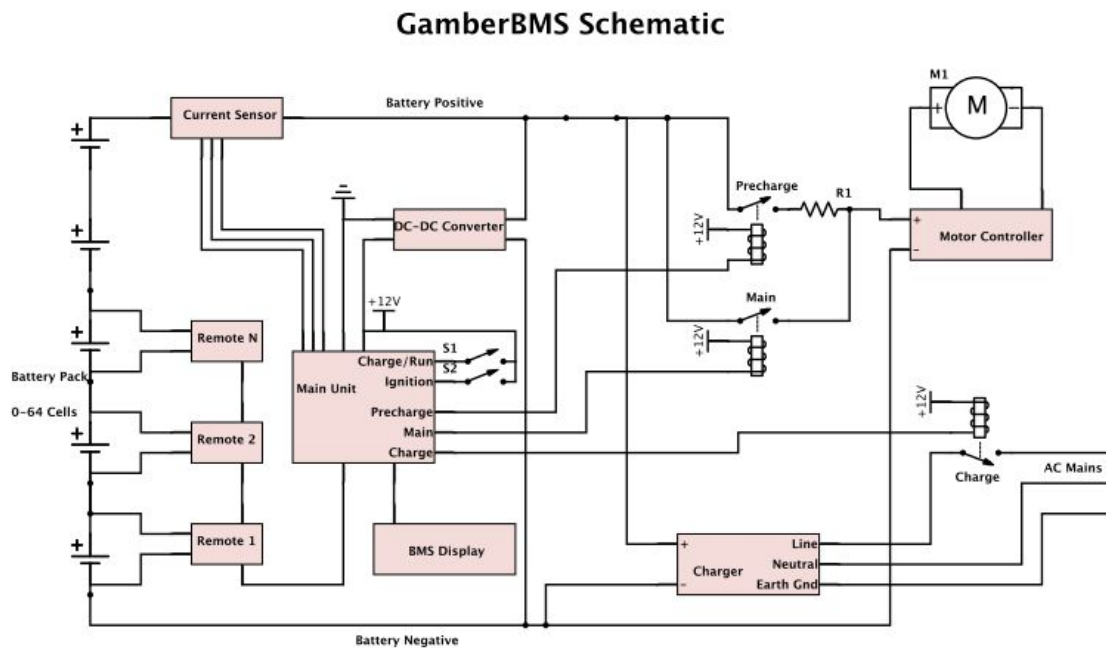 GamberBMS Schematic
M1
Current Sensor
Battery Positive
+
M
+
-
Precharge
R1
+12V
DC-DC Converter
+
-
Motor Controller
+
+
+12V
Main
+12V
+
Remote N
S1
Charge/Run
S2
Ignition
Main Unit
Battery Pack
0-64 Cells
Precharge
Main
Charge
+
Remote 2
+12V
Charge
AC Mains
+
Remote 1
BMS Display
+
Line
Neutral
Charger
-
Earth Gnd
Battery Negative